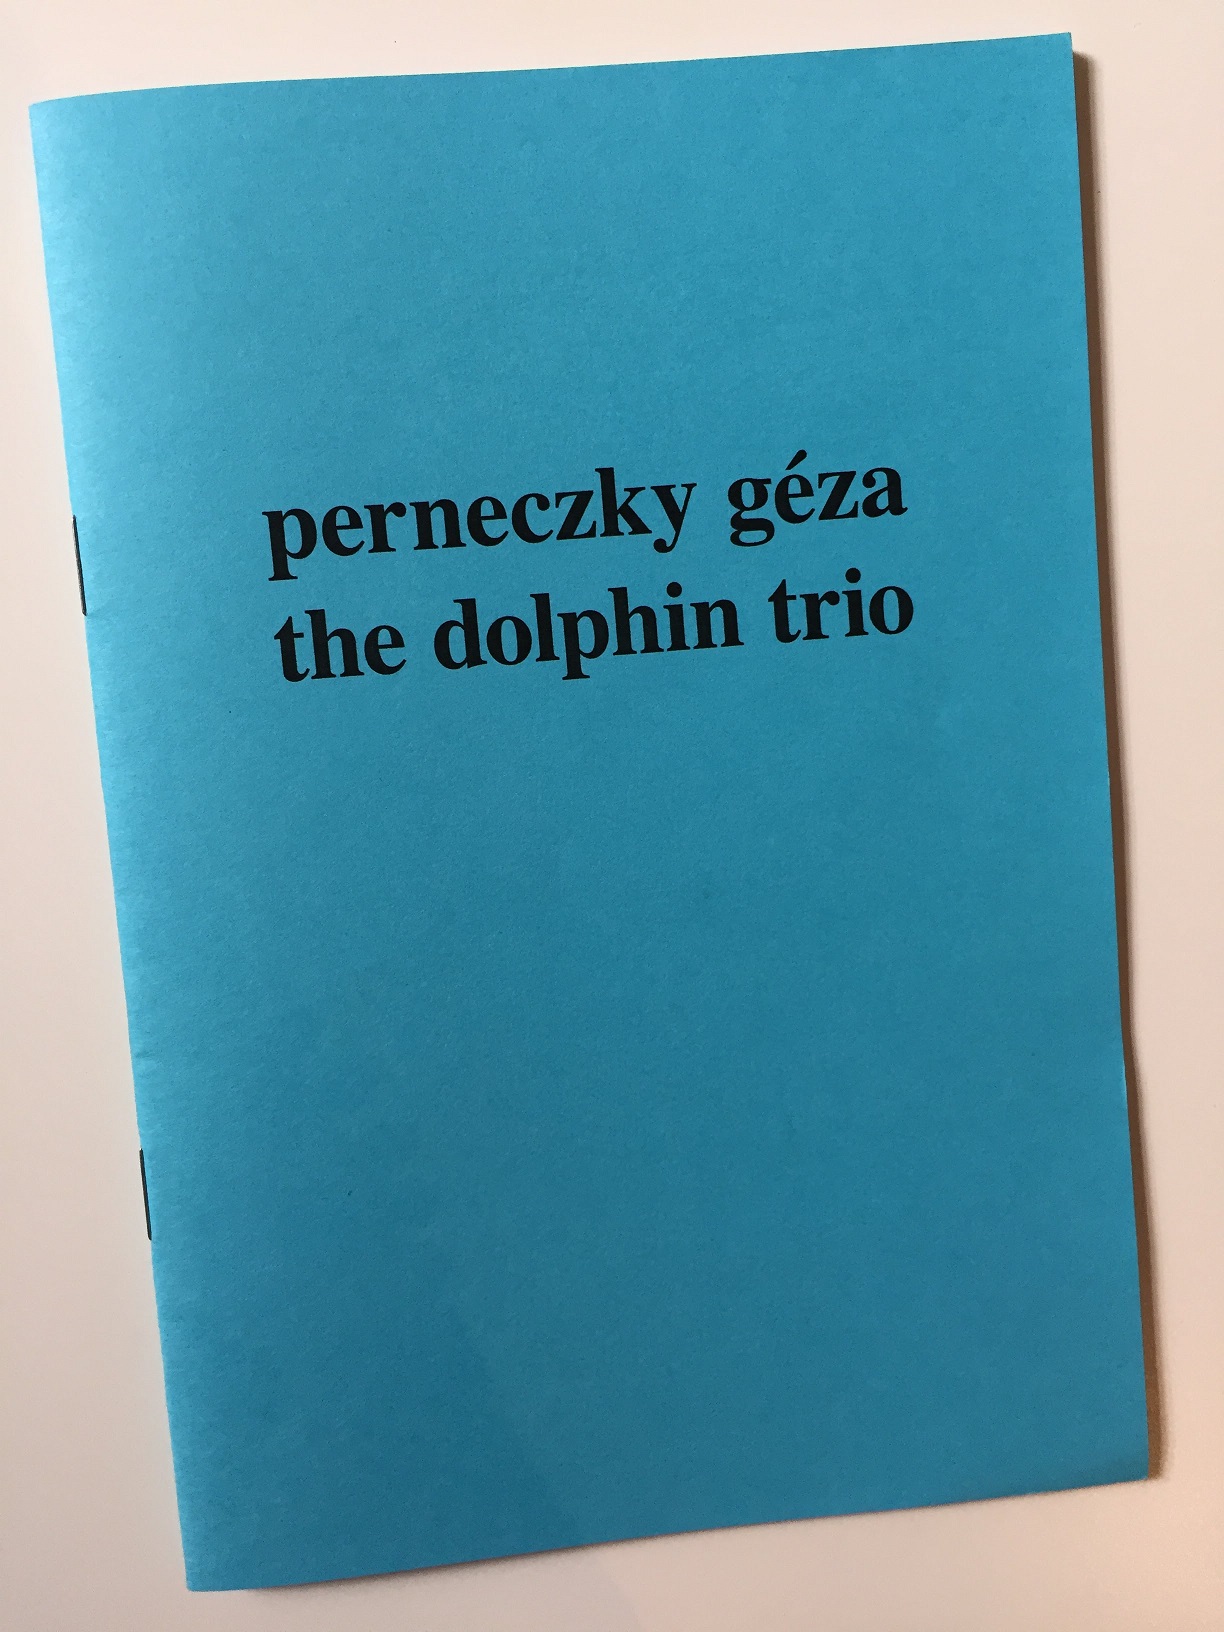 perneczky géza
the dolphin trio